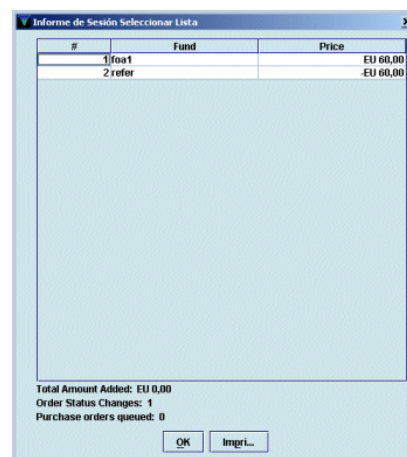 Informe de Sesión Seleccionar Lista
# Fund Price
1 foa1 EU 60,00
2 refer -EU 60,00
Total Amount Added: EU 0,00
Order Status Changes: 1
Purchase orders queued: 0
OK Impri...